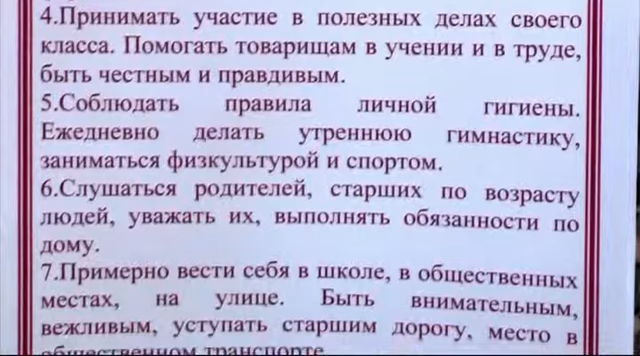 4.Принимать участие в полезных делах своего
класса. Помогать товарищам в учении и в труде,
быть честным и правдивым.
5.Соблюдать правила личной гигиены.
Ежедневно делать утреннюю гимнастику,
заниматься физкультурой и спортом.
6.Слушаться родителей, старших по возрасту
людей, уважать их, выполнять обязанности по
дому.
7.Примерно вести себя в школе, в общественных
местах, на улице. Быть внимательным,
вежливым, уступать старшим дорогу, место в
общественном транспорте.